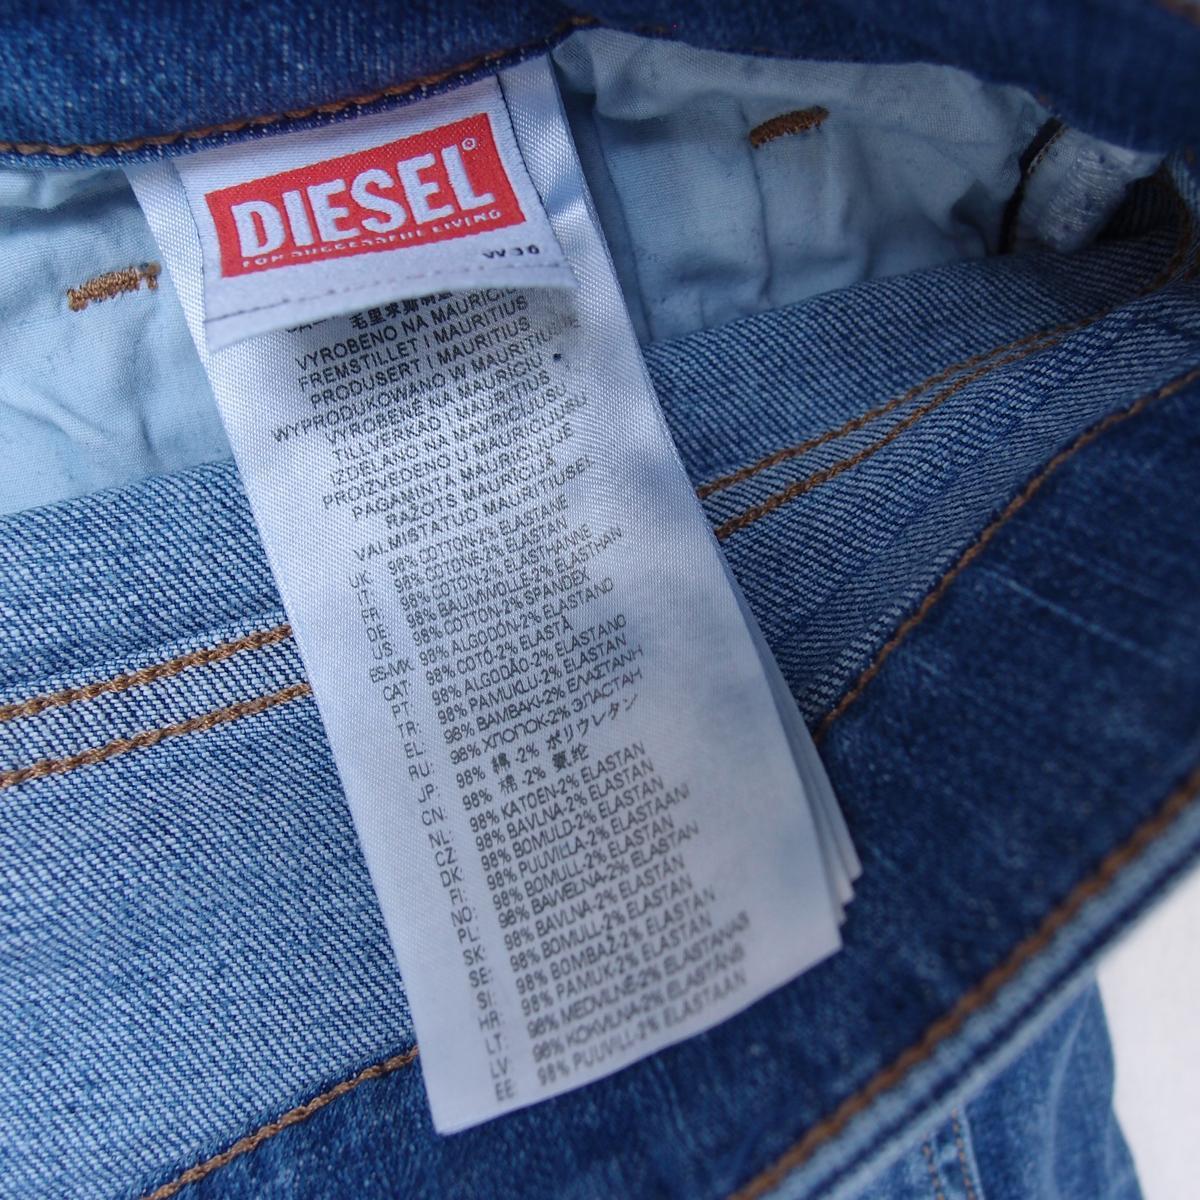 DIESEL®
FOR SUCCESSFUL LIVING
W30
VYROBENO NA MAURICIU
FREMSTILLET I MAURITIUS
PRODUSERT I MAURITIUS
WYPRODUKOWANO W MAURITIUSIE
VYROBENÉ NA MAURÍCIU
TILLVERKAD I MAURITIUS
IZDELANO NA MAVRICIJUSU
PROIZVEDENO U MAURICIJUSU
PAGAMINTA MAURICIJUJE
RAŽOTS MAURĪCIJĀ
VALMISTATUD MAURITIUSEL
UK: 98% COTTON-2% ELASTANE
IT: 98% COTONE-2% ELASTAN
FR: 98% COTON-2% ELASTHANNE
DE: 98% BAUMWOLLE-2% ELASTHAN
US: 98% COTTON-2% SPANDEX
ES-MX: 98% ALGODÓN-2% ELASTANO
CAT: 98% COTÓ-2% ELASTÀ
PT: 98% ALGODÃO-2% ELASTANO
TR: 98% PAMUKLU-2% ELASTAN
EL: 98% ΒΑΜΒΑΚΙ-2% ΕΛΑΣΤΑΝΗ
RU: 98% ХЛОПОК-2% ЭЛАСТАН
JP: 98% 綿 -2% ポリウレタン
CN: 98% 棉 -2% 氨纶
NL: 98% KATOEN-2% ELASTAN
CZ: 98% BAVLNA-2% ELASTAN
DK: 98% BOMULD-2% ELASTAN
FI: 98% PUUVILLA-2% ELASTAANI
NO: 98% BOMULL-2% ELASTAN
PL: 98% BAWEŁNA-2% ELASTAN
SK: 98% BAVLNA-2% ELASTAN
SE: 98% BOMULL-2% ELASTAN
SI: 98% BOMBAŽ-2% ELASTAN
HR: 98% PAMUK-2% ELASTAN
LT: 98% MEDVILNĖ-2% ELASTANAS
LV: 98% KOKVILNA-2% ELASTĀNS
EE: 98% PUUVILL-2% ELASTAAN